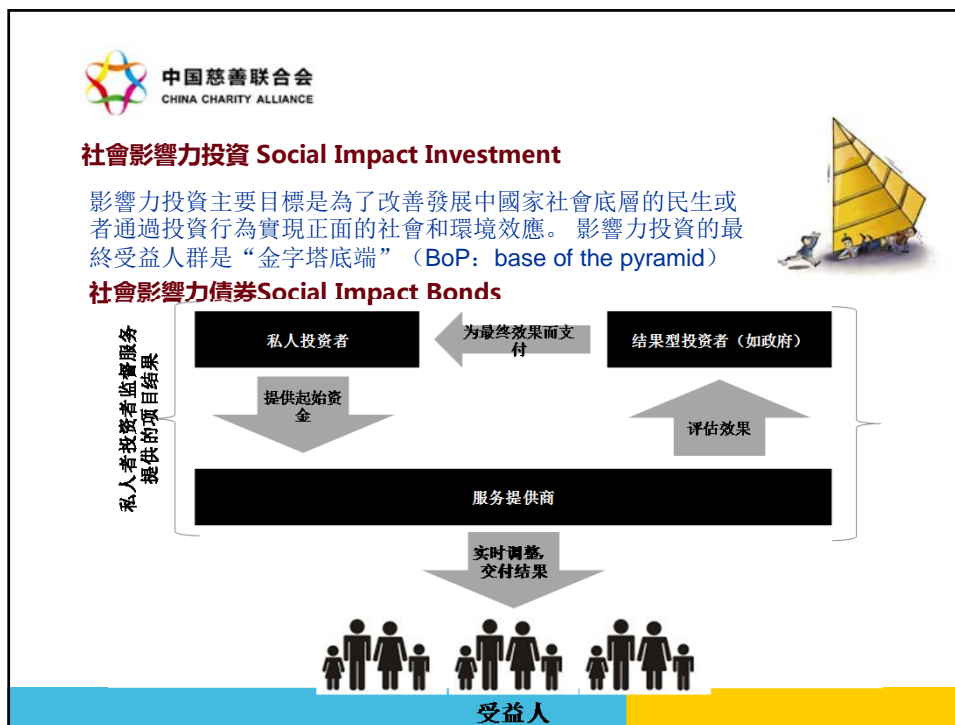 中国慈善联合会
CHINA CHARITY ALLIANCE
社會影響力投資 Social Impact Investment
影響力投資主要目標是為了改善發展中國家社會底層的民生或
者通過投資行為實現正面的社會和環境效應。 影響力投資的最
終受益人群是“金字塔底端”（BoP：base of the pyramid）
社會影響力債券Social Impact Bonds
私人者投资者监督服务
提供的项目结果
私人投资者
为最终效果而支
付
结果型投资者（如政府）
提供起始资
金
评估效果
服务提供商
实时调整,
交付结果
受益人